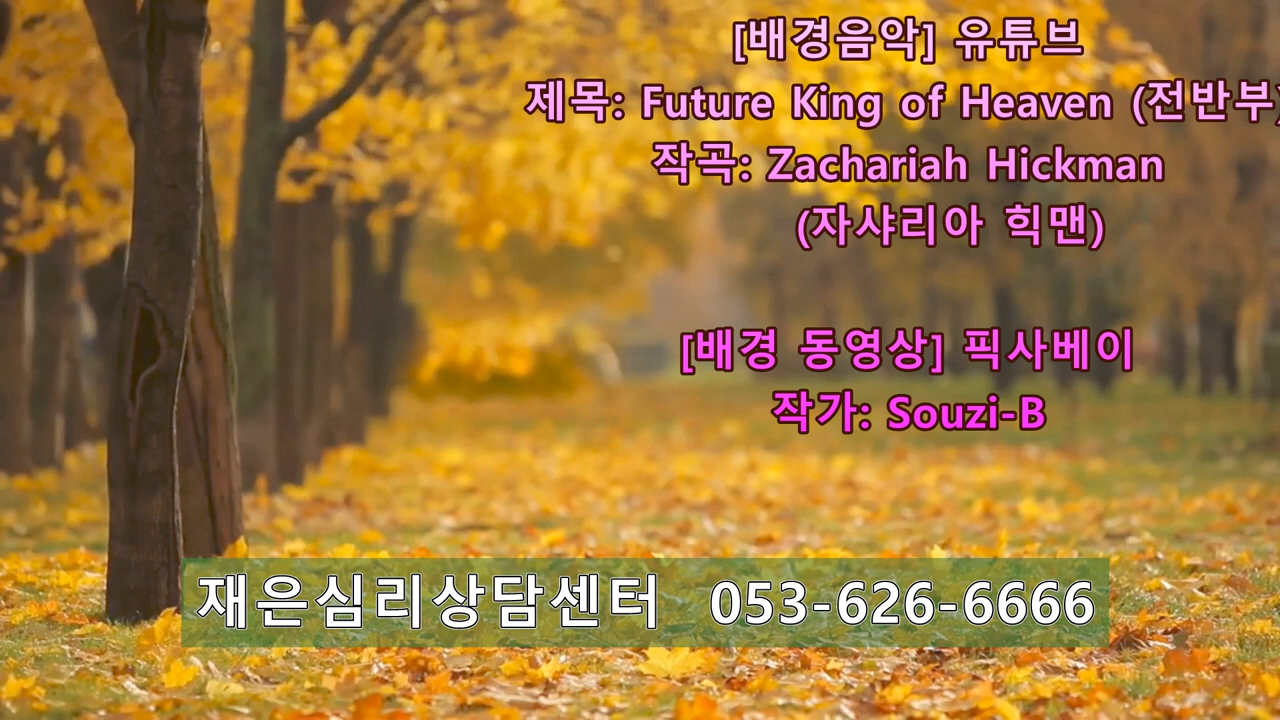 [배경음악] 유튜브
제목: Future King of Heaven (전반부)
작곡: Zachariah Hickman
(자샤리아 힉맨)
[배경 동영상] 픽사베이
작가: Souzi-B
재은심리상담센터 053-626-6666